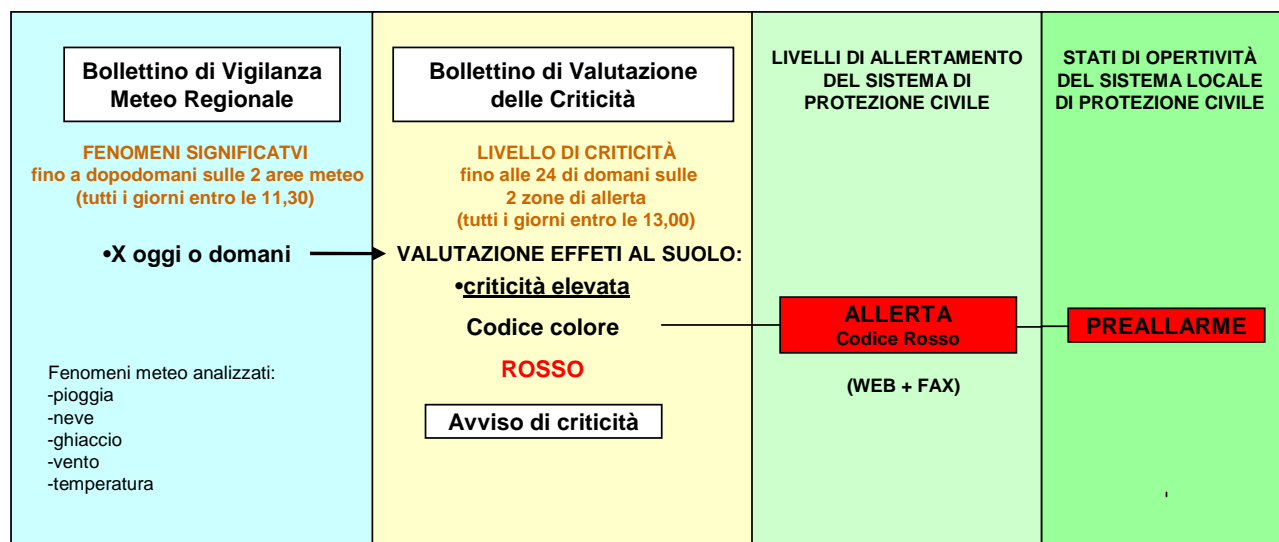 Bollettino di Vigilanza
Meteo Regionale
FENOMENI SIGNIFICATVI
fino a dopodomani sulle 2 aree meteo
(tutti i giorni entro le 11,30)
•X oggi o domani
Fenomeni meteo analizzati:
-pioggia
-neve
-ghiaccio
-vento
-temperatura
Bollettino di Valutazione
delle Criticità
LIVELLO DI CRITICITÀ
fino alle 24 di domani sulle
2 zone di allerta
(tutti i giorni entro le 13,00)
VALUTAZIONE EFFETI AL SUOLO:
•criticità elevata
Codice colore
ROSSO
Avviso di criticità
LIVELLI DI ALLERTAMENTO
DEL SISTEMA DI
PROTEZIONE CIVILE
ALLERTA
Codice Rosso
(WEB + FAX)
STATI DI OPERTIVITÀ
DEL SISTEMA LOCALE
DI PROTEZIONE CIVILE
PREALLARME